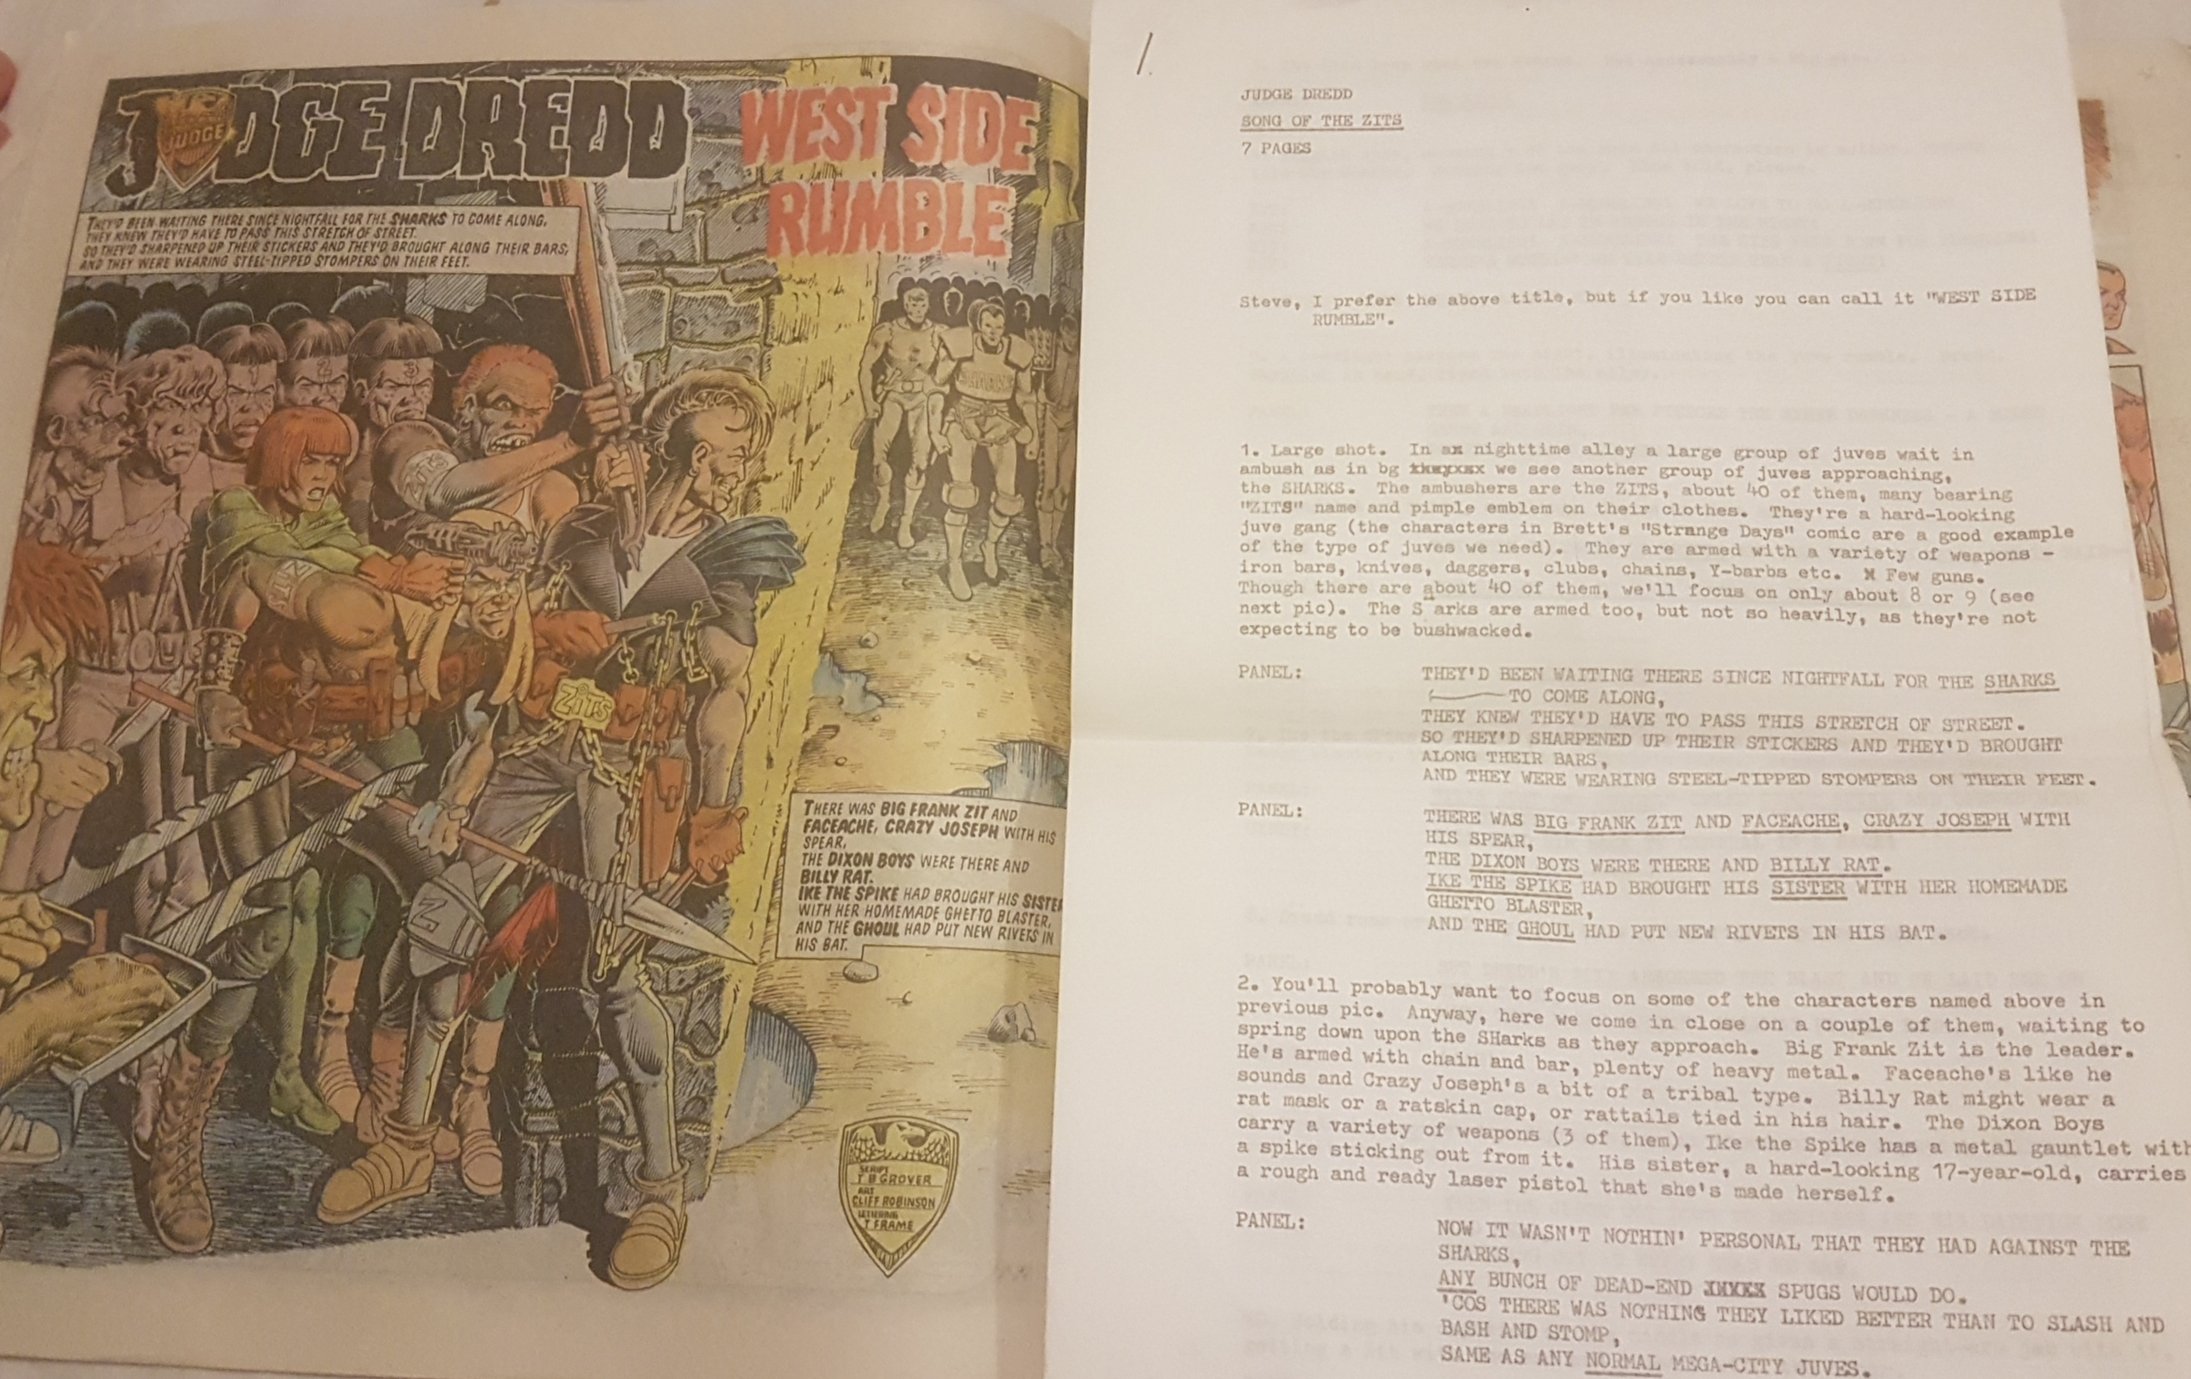 JUDGE DREDD
JUDGE
WEST SIDE
RUMBLE
THEY'D BEEN WAITING THERE SINCE NIGHTFALL FOR THE SHARKS TO COME ALONG,
THEY KNEW THEY'D HAVE TO PASS THIS STRETCH OF STREET.
SO THEY'D SHARPENED UP THEIR STICKERS AND THEY'D BROUGHT ALONG THEIR BARS,
AND THEY WERE WEARING STEEL-TIPPED STOMPERS ON THEIR FEET.
1
2
3
ZITS
ZITS
ZITS
Z
THERE WAS BIG FRANK ZIT AND
FACEACHE, CRAZY JOSEPH WITH HIS
SPEAR,
THE DIXON BOYS WERE THERE AND
BILLY RAT.
IKE THE SPIKE HAD BROUGHT HIS SISTER
WITH HER HOMEMADE GHETTO BLASTER,
AND THE GHOUL HAD PUT NEW RIVETS IN
HIS BAT.
SCRIPT
T B GROVER
ART
CLIFF ROBINSON
LETTERING
T FRAME
1.
JUDGE DREDD
SONG OF THE ZITS
7 PAGES
Steve, I prefer the above title, but if you like you can call it "WEST SIDE
RUMBLE".
1. Large shot. In ax nighttime alley a large group of juves wait in
ambush as in bg we see another group of juves approaching,
the SHARKS. The ambushers are the ZITS, about 40 of them, many bearing
"ZITS" name and pimple emblem on their clothes. They're a hard-looking
juve gang (the characters in Brett's "Strange Days" comic are a good example
of the type of juves we need). They are armed with a variety of weapons -
iron bars, knives, daggers, clubs, chains, Y-barbs etc. Few guns.
Though there are about 40 of them, we'll focus on only about 8 or 9 (see
next pic). The S arks are armed too, but not so heavily, as they're not
expecting to be bushwacked.
PANEL: THEY'D BEEN WAITING THERE SINCE NIGHTFALL FOR THE SHARKS
TO COME ALONG,
THEY KNEW THEY'D HAVE TO PASS THIS STRETCH OF STREET.
SO THEY'D SHARPENED UP THEIR STICKERS AND THEY'D BROUGHT
ALONG THEIR BARS,
AND THEY WERE WEARING STEEL-TIPPED STOMPERS ON THEIR FEET.
PANEL: THERE WAS BIG FRANK ZIT AND FACEACHE, CRAZY JOSEPH WITH
HIS SPEAR,
THE DIXON BOYS WERE THERE AND BILLY RAT.
IKE THE SPIKE HAD BROUGHT HIS SISTER WITH HER HOMEMADE
GHETTO BLASTER,
AND THE GHOUL HAD PUT NEW RIVETS IN HIS BAT.
2. You'll probably want to focus on some of the characters named above in
previous pic. Anyway, here we come in close on a couple of them, waiting to
spring down upon the SHarks as they approach. Big Frank Zit is the leader.
He's armed with chain and bar, plenty of heavy metal. Faceache's like he
sounds and Crazy Joseph's a bit of a tribal type. Billy Rat might wear a
rat mask or a ratskin cap, or rattails tied in his hair. The Dixon Boys
carry a variety of weapons (3 of them), Ike the Spike has a metal gauntlet with
a spike sticking out from it. His sister, a hard-looking 17-year-old, carries
a rough and ready laser pistol that she's made herself.
PANEL: NOW IT WASN'T NOTHIN' PERSONAL THAT THEY HAD AGAINST THE
SHARKS,
ANY BUNCH OF DEAD-END SPUGS WOULD DO.
'COS THERE WAS NOTHING THEY LIKED BETTER THAN TO SLASH AND
BASH AND STOMP,
SAME AS ANY NORMAL MEGA-CITY JUVES.